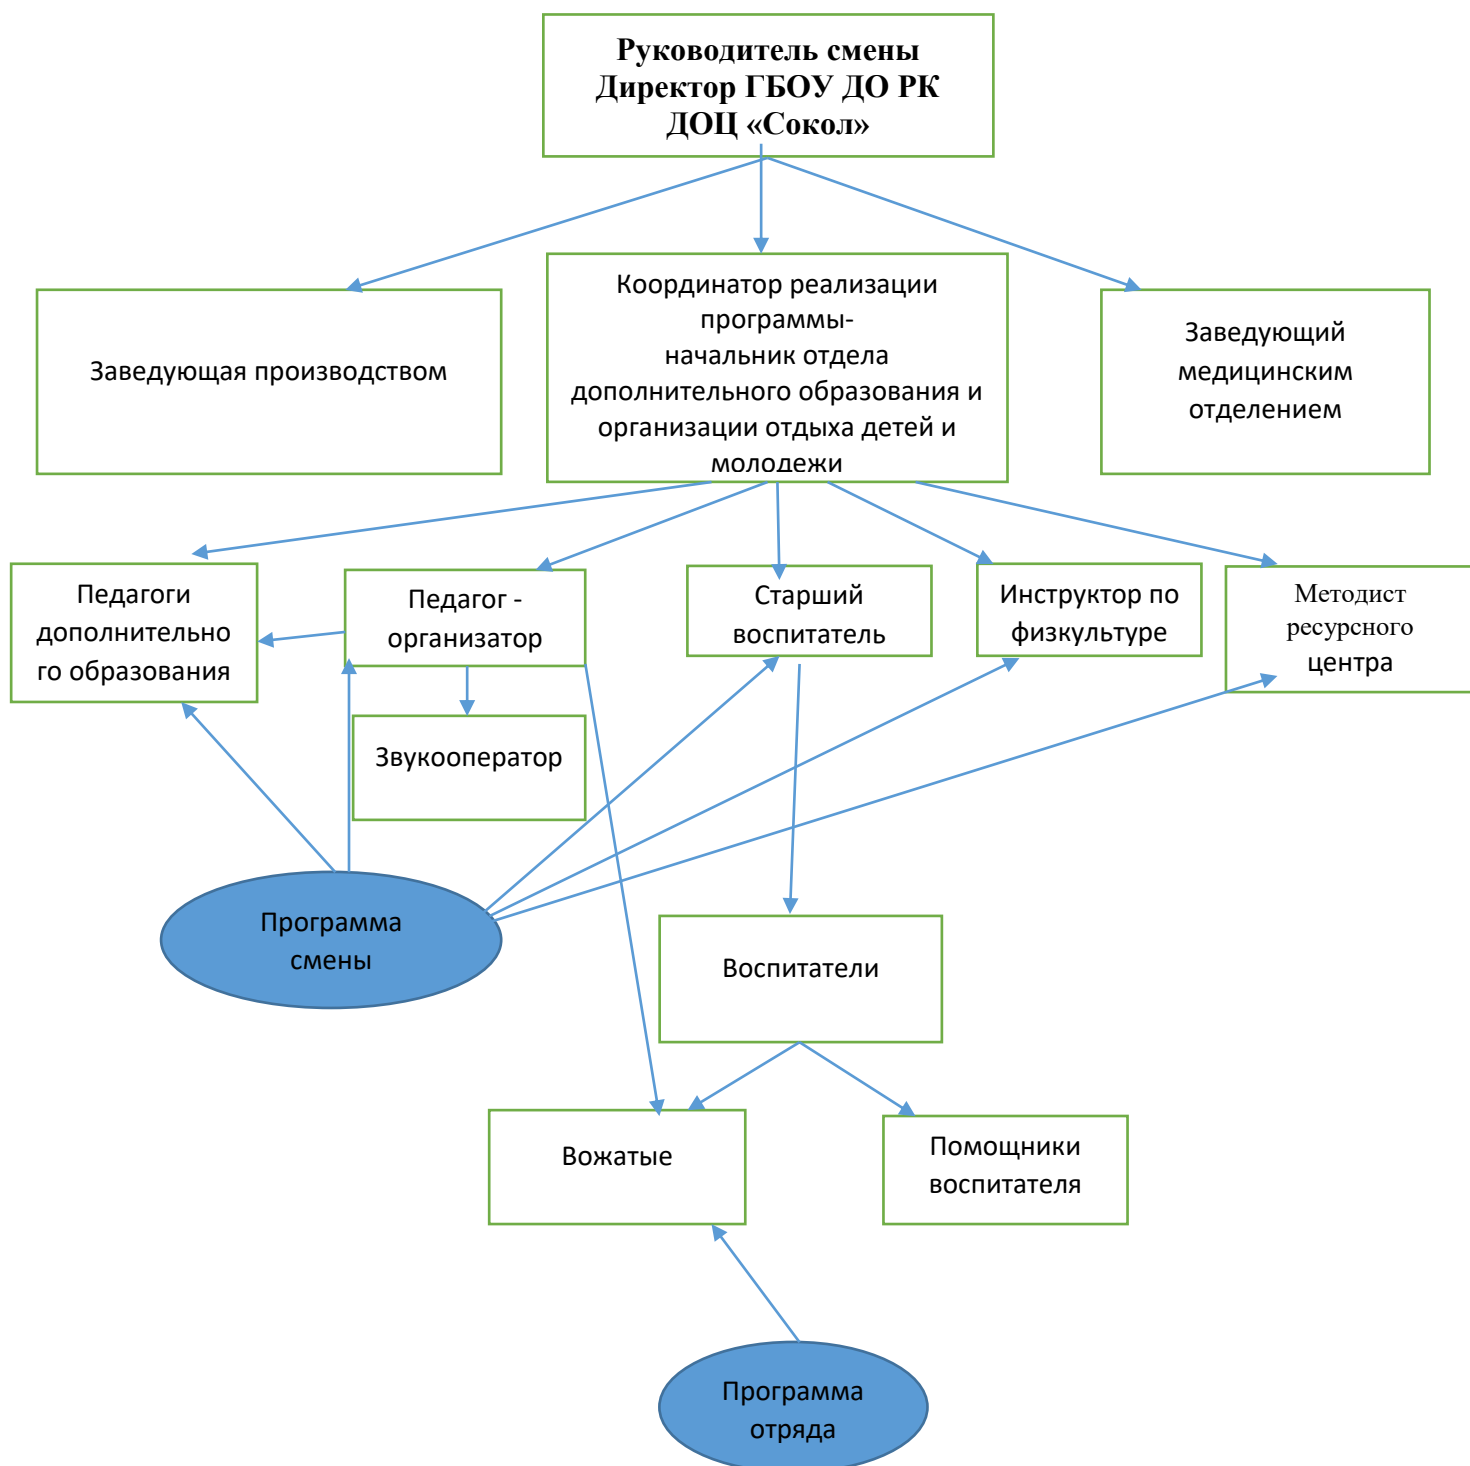 Руководитель смены
Директор ГБОУ ДО РК
ДОЦ «Сокол»
Заведующая производством
Координатор реализации
программы-
начальник отдела
дополнительного образования и
организации отдыха детей и
молодежи
Заведующий
медицинским
отделением
Педагоги
дополнительно
го образования
Педагог -
организатор
Старший
воспитатель
Инструктор по
физкультуре
Методист
ресурсного
центра
Звукооператор
Программа
смены
Воспитатели
Вожатые
Помощники
воспитателя
Программа
отряда